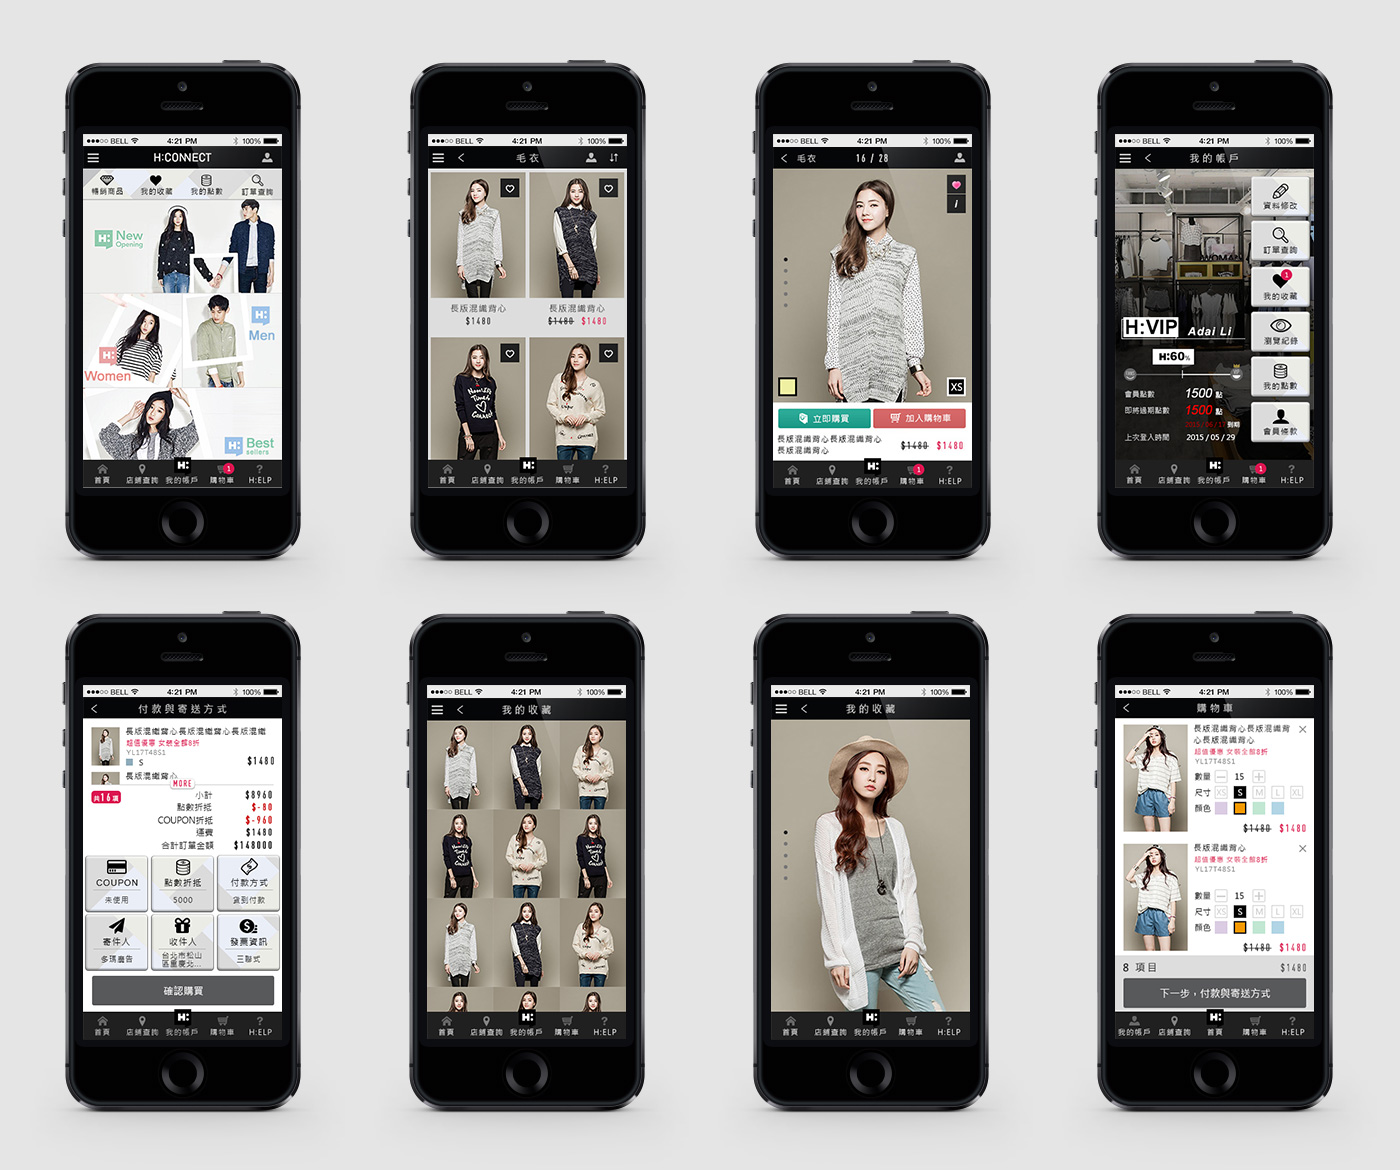 BELL 4:21 PM 100%
H:CONNECT
暢銷商品 我的收藏 我的點數 訂單查詢
H: New
Opening
H:
Men
H:
Women
H: Best
sellers
H: 1
首頁 店鋪查詢 我的帳戶 購物車 H:ELP
BELL 4:21 PM 100%
毛衣
長版混織背心 長版混織背心
$1480 $1480 $1480
H:
首頁 店鋪查詢 我的帳戶 購物車 H:ELP
BELL 4:21 PM 100%
毛衣 16 / 28
i
XS
立即購買 加入購物車
長版混織背心長版混織背心
長版混織背心 $1480 $1480
H: 1
首頁 店鋪查詢 我的帳戶 購物車 H:ELP
BELL 4:21 PM 100%
我的帳戶
資料修改
訂單查詢
1
我的收藏
H:VIP Adai Li
瀏覽紀錄
H:60%
我的點數
會員點數 1500 點
即將過期點數 1500 點
到期
上次登入時間 2015 / 05 / 29
會員條款
H: 1
首頁 店鋪查詢 我的帳戶 購物車 H:ELP
BELL 4:21 PM 100%
付款與寄送方式
長版混織背心長版混織背心長版混織
超值優惠 女裝全館8折
YL17T48S1
S $1480
長版混織背心
MORE
共16項 小計 $8960
點數折抵 $-80
COUPON折抵 $-960
運費 $1480
合計訂單金額 $148000
COUPON 點數折抵 付款方式
未使用 5000 貨到付款
寄件人 收件人 發票資訊
多瑪廣告 台北市松山
區重慶北... 三聯式
確認購買
H:
首頁 店鋪查詢 我的帳戶 購物車 H:ELP
BELL 4:21 PM 100%
我的收藏
H:
首頁 店鋪查詢 我的帳戶 購物車 H:ELP
BELL 4:21 PM 100%
我的收藏
H:
首頁 店鋪查詢 我的帳戶 購物車 H:ELP
BELL 4:21 PM 100%
購物車
長版混織背心長版混織背
心長版混織背心
超值優惠 女裝全館8折
YL17T48S1
數量 15
尺寸 XS S M L XL
顏色
$1480 $1480
長版混織背心
超值優惠 女裝全館8折
YL17T48S1
數量 15
尺寸 XS S M L XL
顏色
$1480 $1480
8 項目 $1480
下一步，付款與寄送方式
H:
我的帳戶 店鋪查詢 首頁 購物車 H:ELP